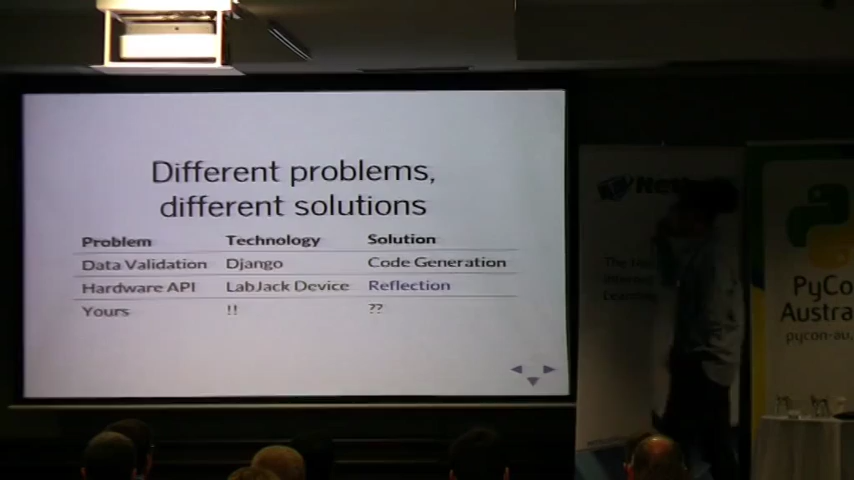 Different problems,
different solutions
Problem Technology Solution
Data Validation Django Code Generation
Hardware API LabJack Device Reflection
Yours !! ??
PyCo
Austra
pycon-au.